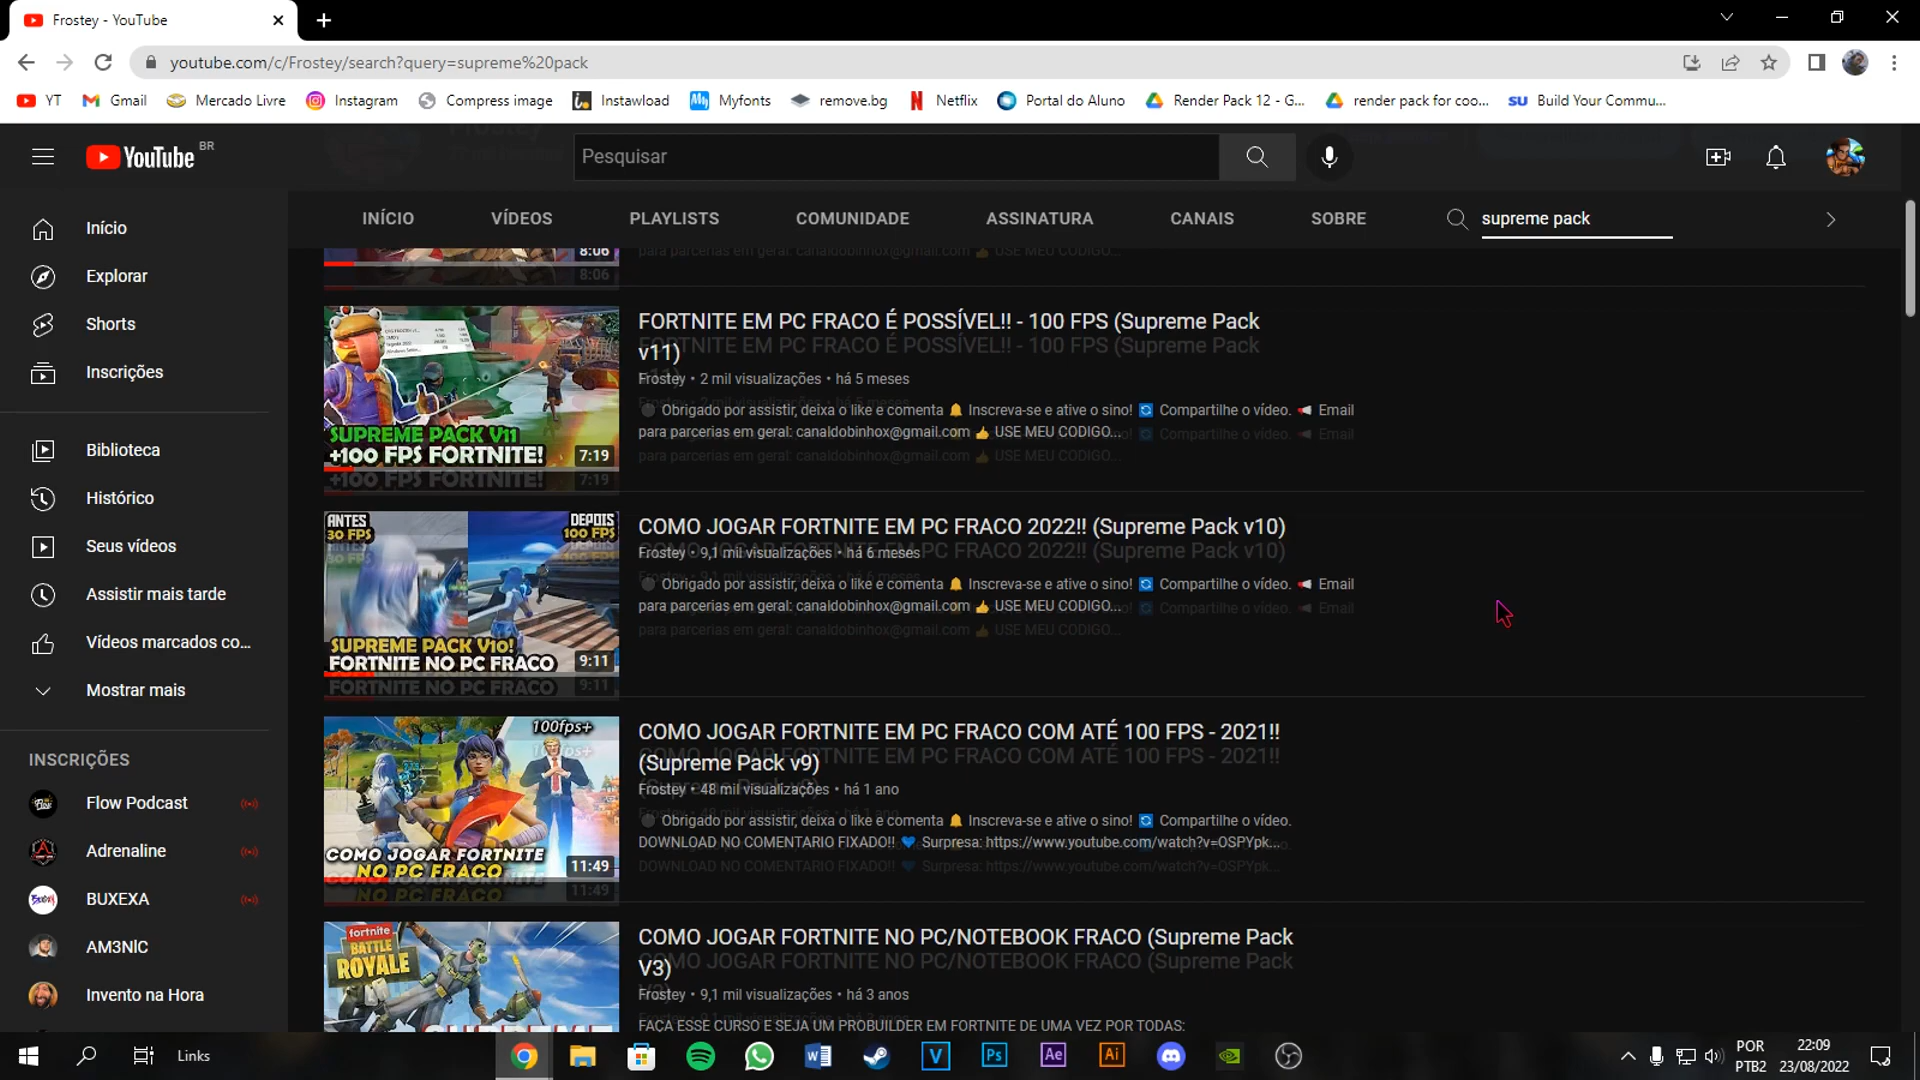 Frostey - YouTube
youtube.com/c/Frostey/search?query=supreme%20pack
YT Gmail Mercado Livre Instagram Compress image Instawload Myfonts remove.bg Netflix Portal do Aluno Render Pack 12 - G... render pack for coo... Build Your Commu...
YouTube BR
Pesquisar
INÍCIO VÍDEOS PLAYLISTS COMUNIDADE ASSINATURA CANAIS SOBRE supreme pack
Início
Explorar
Shorts
Inscrições
Biblioteca
Histórico
Seus vídeos
Assistir mais tarde
Vídeos marcados co...
Mostrar mais
INSCRIÇÕES
Flow Podcast
Adrenaline
BUXEXA
AM3NIC
Invento na Hora
8:06
para parcerias em geral: canaldobinhox@gmail.com 👍 USE MEU CODIGO...
SUPREME PACK V11
+100 FPS FORTNITE!
7:19
FORTNITE EM PC FRACO É POSSÍVEL!! - 100 FPS (Supreme Pack
v11)
Frostey • 2 mil visualizações • há 5 meses
Obrigado por assistir, deixa o like e comenta 🔔 Inscreva-se e ative o sino! 🔄 Compartilhe o vídeo. 📢 Email
para parcerias em geral: canaldobinhox@gmail.com 👍 USE MEU CODIGO...
ANTES
30 FPS
DEPOIS
100 FPS
SUPREME PACK V10!
FORTNITE NO PC FRACO
9:11
COMO JOGAR FORTNITE EM PC FRACO 2022!! (Supreme Pack v10)
Frostey • 9,1 mil visualizações • há 6 meses
Obrigado por assistir, deixa o like e comenta 🔔 Inscreva-se e ative o sino! 🔄 Compartilhe o vídeo. 📢 Email
para parcerias em geral: canaldobinhox@gmail.com 👍 USE MEU CODIGO...
100fps+
COMO JOGAR FORTNITE
NO PC FRACO
11:49
COMO JOGAR FORTNITE EM PC FRACO COM ATÉ 100 FPS - 2021!!
(Supreme Pack v9)
Frostey • 48 mil visualizações • há 1 ano
Obrigado por assistir, deixa o like e comenta 🔔 Inscreva-se e ative o sino! 🔄 Compartilhe o vídeo.
DOWNLOAD NO COMENTARIO FIXADO!! 💙 Surpresa: https://www.youtube.com/watch?v=OSPYpk...
fortnite
BATTLE
ROYALE
SUPREME
COMO JOGAR FORTNITE NO PC/NOTEBOOK FRACO (Supreme Pack
V3)
Frostey • 9,1 mil visualizações • há 3 anos
FAÇA ESSE CURSO E SEJA UM PROBUILDER EM FORTNITE DE UMA VEZ POR TODAS:
Links
POR
PTB2
22:09
23/08/2022